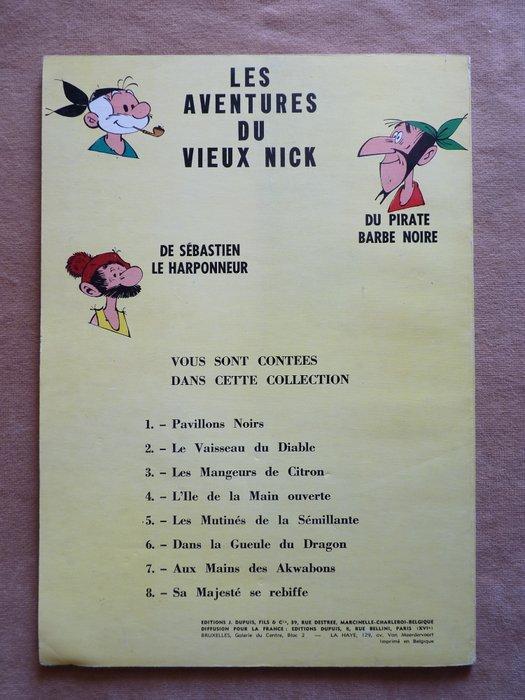 LES
AVENTURES
DU
VIEUX NICK
DU PIRATE
BARBE NOIRE
DE SÉBASTIEN
LE HARPONNEUR
VOUS SONT CONTEES
DANS CETTE COLLECTION
1. – Pavillons Noirs
2. – Le Vaisseau du Diable
3. – Les Mangeurs de Citron
4. – L'Ile de la Main ouverte
5. – Les Mutinés de la Sémillante
6. – Dans la Gueule du Dragon
7. – Aux Mains des Akwabons
8. – Sa Majesté se rebiffe
EDITIONS J. DUPUIS, FILS & Cie, 39, RUE DESTREE, MARCINELLE-CHARLEROI-BELGIQUE
DIFFUSION POUR LA FRANCE : EDITIONS DUPUIS, 8, RUE BELLINI, PARIS (XVIe)
BRUXELLES, Galerie du Centre, Bloc 2 — LA HAYE, 129, av. Van Meerdervoort
Imprimé en Belgique